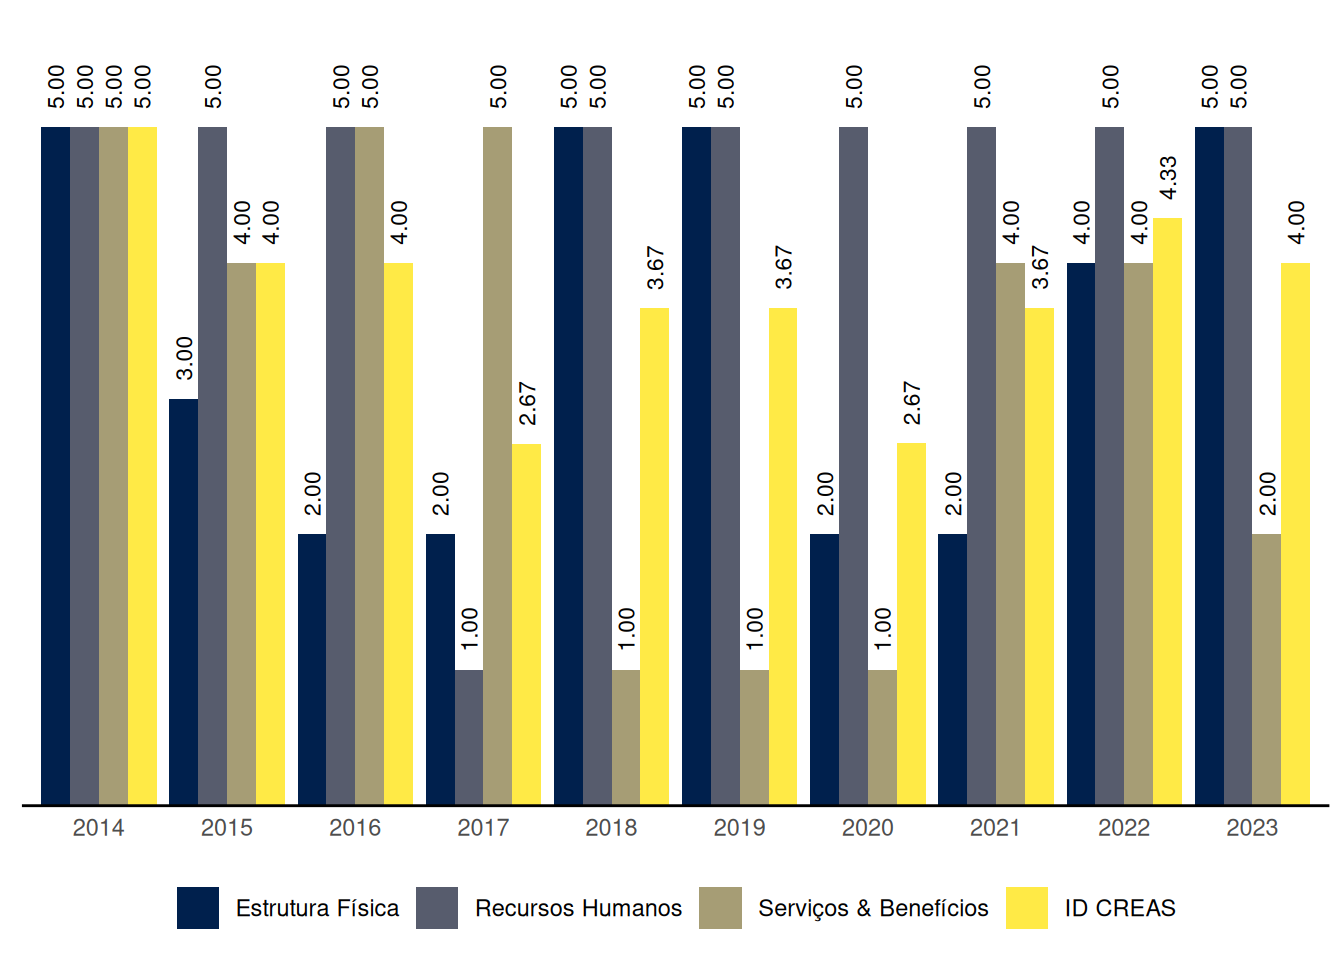 5.00 5.00 5.00 5.00 3.00 5.00 4.00 4.00 2.00 5.00 5.00 4.00 2.00 1.00 5.00 2.67 5.00 5.00 1.00 3.67 5.00 5.00 1.00 3.67 2.00 5.00 1.00 2.67 2.00 5.00 4.00 3.67 4.00 5.00 4.00 4.33 5.00 5.00 2.00 4.00
2014 2015 2016 2017 2018 2019 2020 2021 2022 2023
Estrutura Física Recursos Humanos Serviços & Benefícios ID CREAS